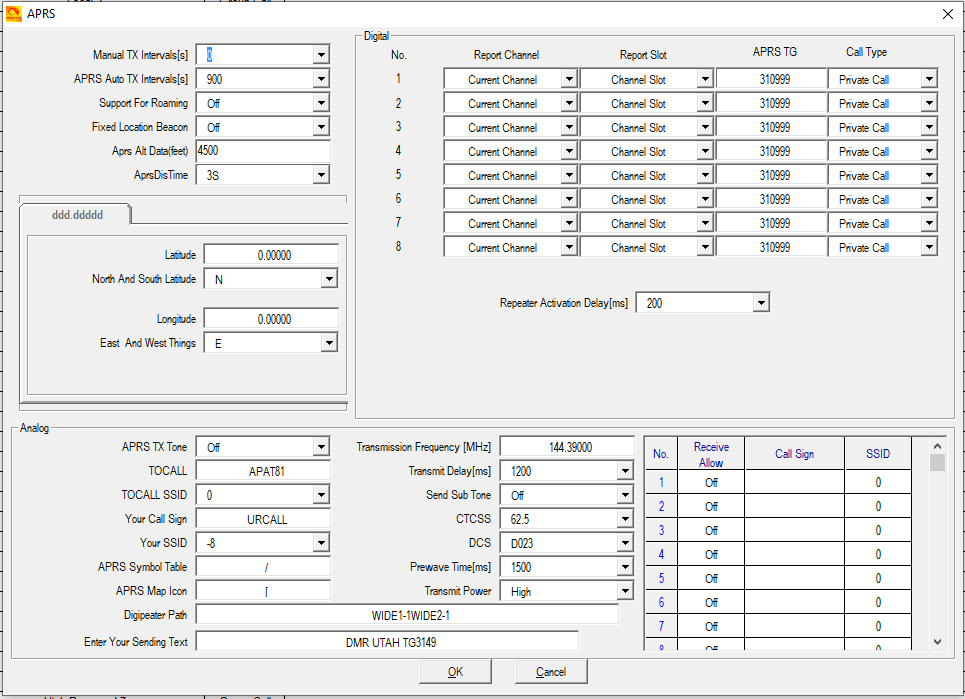 APRS
Manual TX Intervals[s] 0
APRS Auto TX Intervals[s] 900
Support For Roaming Off
Fixed Location Beacon Off
Aprs Alt Data(feet) 4500
AprsDisTime 3S
ddd.ddddd
Latitude 0.00000
North And South Latitude N
Longitude 0.00000
East And West Things E
Digital
No. Report Channel Report Slot APRS TG Call Type
1 Current Channel Channel Slot 310999 Private Call
2 Current Channel Channel Slot 310999 Private Call
3 Current Channel Channel Slot 310999 Private Call
4 Current Channel Channel Slot 310999 Private Call
5 Current Channel Channel Slot 310999 Private Call
6 Current Channel Channel Slot 310999 Private Call
7 Current Channel Channel Slot 310999 Private Call
8 Current Channel Channel Slot 310999 Private Call
Repeater Activation Delay[ms] 200
Analog
APRS TX Tone Off
TOCALL APAT81
TOCALL SSID 0
Your Call Sign URCALL
Your SSID -8
APRS Symbol Table /
APRS Map Icon [
Digipeater Path WIDE1-1WIDE2-1
Enter Your Sending Text DMR UTAH TG3149
Transmission Frequency [MHz] 144.39000
Transmit Delay[ms] 1200
Send Sub Tone Off
CTCSS 62.5
DCS D023
Prewave Time[ms] 1500
Transmit Power High
No. Receive Allow Call Sign SSID
1 Off 0
2 Off 0
3 Off 0
4 Off 0
5 Off 0
6 Off 0
7 Off 0
8 Off 0
OK Cancel